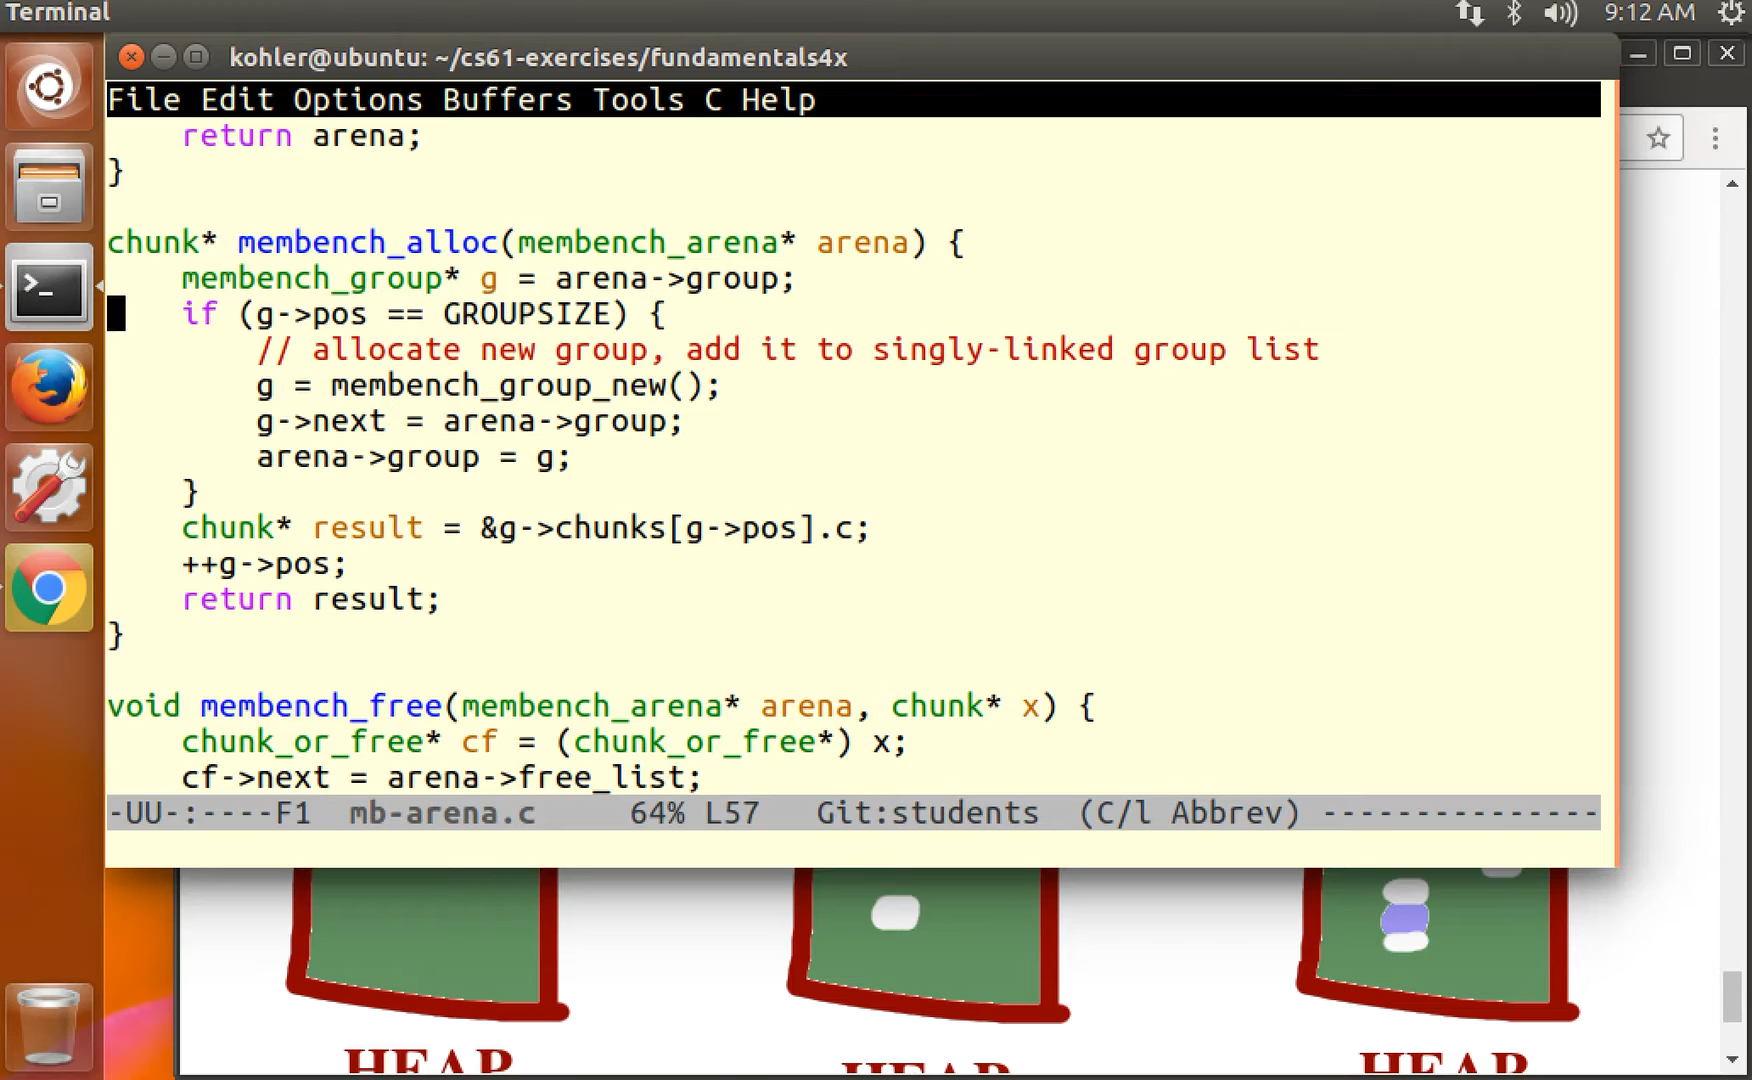 Terminal
9:12 AM
kohler@ubuntu: ~/cs61-exercises/fundamentals4x
File Edit Options Buffers Tools C Help
    return arena;
}

chunk* membench_alloc(membench_arena* arena) {
    membench_group* g = arena->group;
    if (g->pos == GROUPSIZE) {
        // allocate new group, add it to singly-linked group list
        g = membench_group_new();
        g->next = arena->group;
        arena->group = g;
    }
    chunk* result = &g->chunks[g->pos].c;
    ++g->pos;
    return result;
}

void membench_free(membench_arena* arena, chunk* x) {
    chunk_or_free* cf = (chunk_or_free*) x;
    cf->next = arena->free_list;
-UU-:----F1  mb-arena.c     64% L57   Git:students  (C/l Abbrev) ---------------
HEAP
HEAP
HEAP